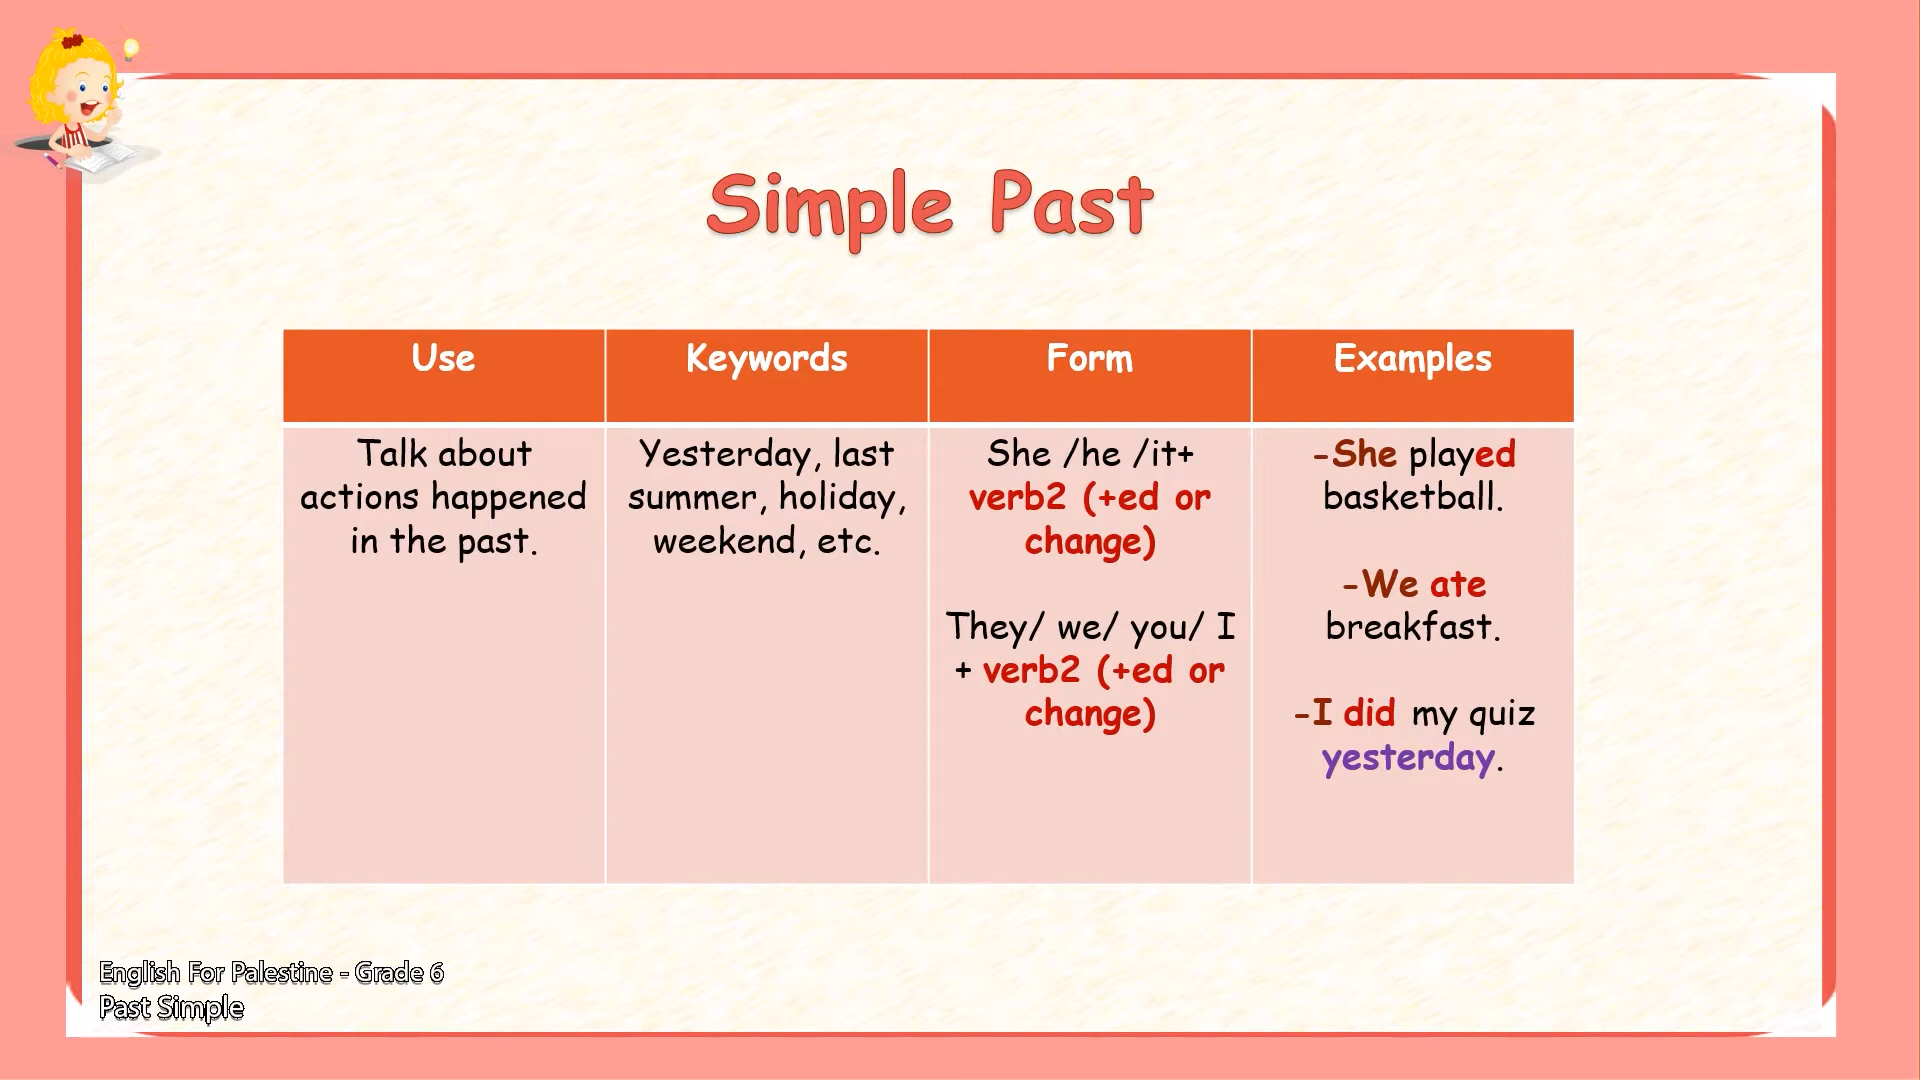 Simple Past
Use
Keywords
Form
Examples
Talk about
actions happened
in the past.
Yesterday, last
summer, holiday,
weekend, etc.
She /he /it+
verb2 (+ed or
change)
They/ we/ you/ I
+ verb2 (+ed or
change)
-She played
basketball.
-We ate
breakfast.
-I did my quiz
yesterday.
English For Palestine - Grade 6
Past Simple